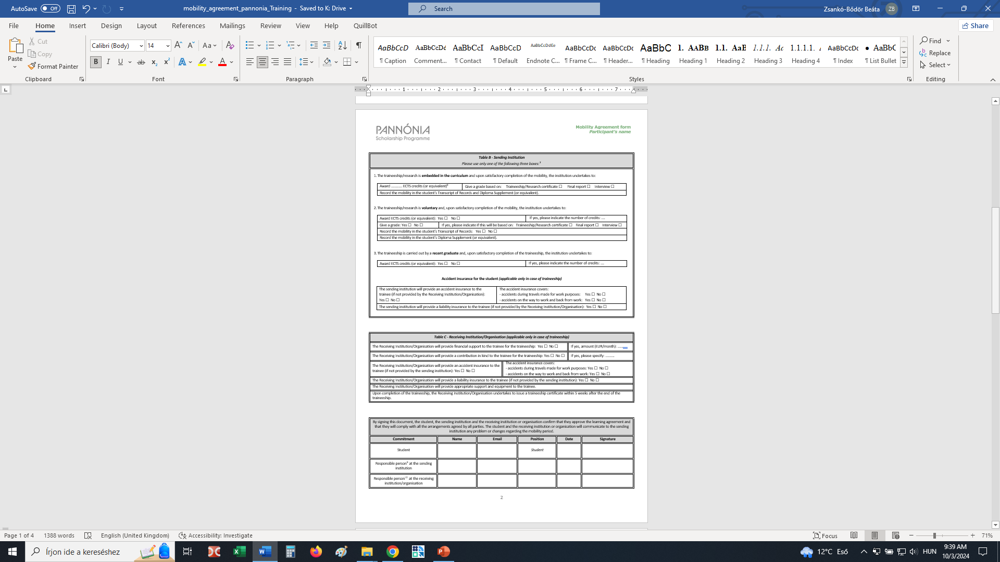 AutoSave Off mobility_agreement_pannonia_Training - Saved to K: Drive Search Zsankó-Bödör Beáta ZB
File Home Insert Design Layout References Mailings Review View Help QuillBot Share
Paste Cut Copy Format Painter
Calibri (Body) 14
AaBbCcD AaBbCcDd AaBbCcI AaBbCcD AaBbCcDdEe AaBbCcDc AaBbCcDc AaBbC 1. AABB 1.1. AaB 1.1.1. Ac 1.1.1.1. A AaBbCcDc • AaBbC
¶ Caption Comment... ¶ Contact ¶ Default Endnote C... ¶ Frame C... ¶ Header... ¶ Heading Heading 1 Heading 2 Heading 3 Heading 4 ¶ Index ¶ List Bullet
Find Replace Select
Clipboard Font Paragraph Styles Editing
1 2 3 4 5 6 7
PANNÓNIA
Scholarship Programme
Mobility Agreement form
Participant's name
Table B - Sending Institution
Please use only one of the following three boxes:⁷
1. The traineeship/research is embedded in the curriculum and upon satisfactory completion of the mobility, the institution undertakes to:
Award ........... ECTS credits (or equivalent)⁸ Give a grade based on: Traineeship/Research certificate ☐ Final report ☐ Interview ☐
Record the mobility in the student's Transcript of Records and Diploma Supplement (or equivalent).
2. The traineeship/research is voluntary and, upon satisfactory completion of the mobility, the institution undertakes to:
Award ECTS credits (or equivalent): Yes ☐ No ☐ If yes, please indicate the number of credits: ....
Give a grade: Yes ☐ No ☐ If yes, please indicate if this will be based on: Traineeship/Research certificate ☐ Final report ☐ Interview ☐
Record the mobility in the student's Transcript of Records: Yes ☐ No ☐
Record the mobility in the student's Diploma Supplement (or equivalent).
3. The traineeship is carried out by a recent graduate and, upon satisfactory completion of the traineeship, the institution undertakes to:
Award ECTS credits (or equivalent): Yes ☐ No ☐ If yes, please indicate the number of credits: ....
Accident insurance for the student (applicable only in case of traineeship)
The sending institution will provide an accident insurance to the
trainee (if not provided by the Receiving Institution/Organisation):
Yes ☐ No ☐
The accident insurance covers:
- accidents during travels made for work purposes: Yes ☐ No ☐
- accidents on the way to work and back from work: Yes ☐ No ☐
The sending institution will provide a liability insurance to the trainee (if not provided by the Receiving Institution/Organisation): Yes ☐ No ☐
Table C - Receiving Institution/Organisation (applicable only in case of traineeship)
The Receiving Institution/Organisation will provide financial support to the trainee for the traineeship: Yes ☐ No ☐ If yes, amount (EUR/month): ..........
The Receiving Institution/Organisation will provide a contribution in kind to the trainee for the traineeship: Yes ☐ No ☐ If yes, please specify: .........
The Receiving Institution/Organisation will provide an accident insurance to the
trainee (if not provided by the sending institution): Yes ☐ No ☐
The accident insurance covers:
- accidents during travels made for work purposes: Yes ☐ No ☐
- accidents on the way to work and back from work: Yes ☐ No ☐
The Receiving Institution/Organisation will provide a liability insurance to the trainee (if not provided by the sending institution): Yes ☐ No ☐
The Receiving Institution/Organisation will provide appropriate support and equipment to the trainee.
Upon completion of the traineeship, the Receiving Institution/Organisation undertakes to issue a traineeship certificate within 5 weeks after the end of the
traineeship.
By signing this document, the student, the sending institution and the receiving institution or organisation confirm that they approve the learning agreement and
that they will comply with all the arrangements agreed by all parties. The student and the receiving institution or organisation will communicate to the sending
institution any problem or changes regarding the mobility period.
Commitment Name Email Position Date Signature
Student Student
Responsible person⁹ at the sending
institution
Responsible person¹⁰ at the receiving
institution/organisation
2
Page 1 of 4 1388 words English (United Kingdom) Accessibility: Investigate Focus 71%
Írjon ide a kereséshez 12°C Eső HUN 9:39 AM
10/3/2024